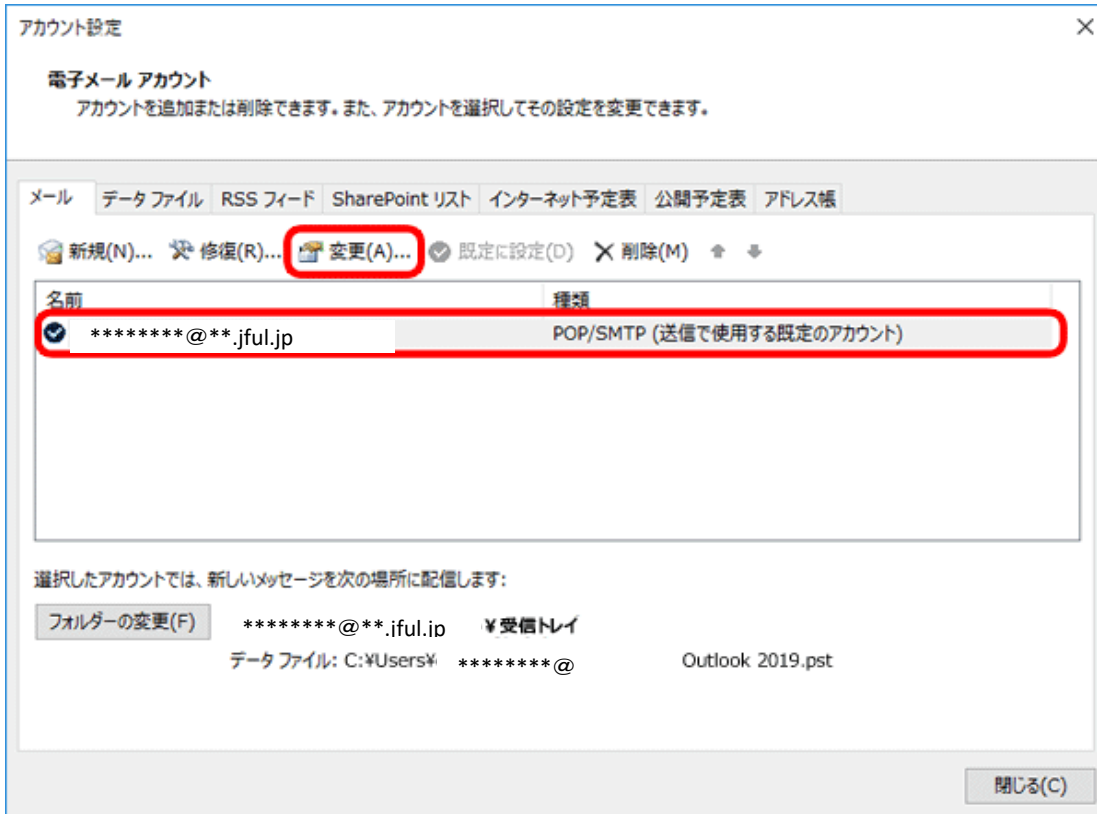 アカウント設定
電子メール アカウント
アカウントを追加または削除できます。また、アカウントを選択してその設定を変更できます。
メール データ ファイル RSS フィード SharePoint リスト インターネット予定表 公開予定表 アドレス帳
新規(N)... 修復(R)... 変更(A)... 既定に設定(D) 削除(M)
名前 種類
********@**.jful.jp POP/SMTP (送信で使用する既定のアカウント)
選択したアカウントでは、新しいメッセージを次の場所に配信します:
フォルダーの変更(F) ********@**.jful.jp ¥受信トレイ
データ ファイル: C:¥Users¥ ********@ Outlook 2019.pst
閉じる(C)